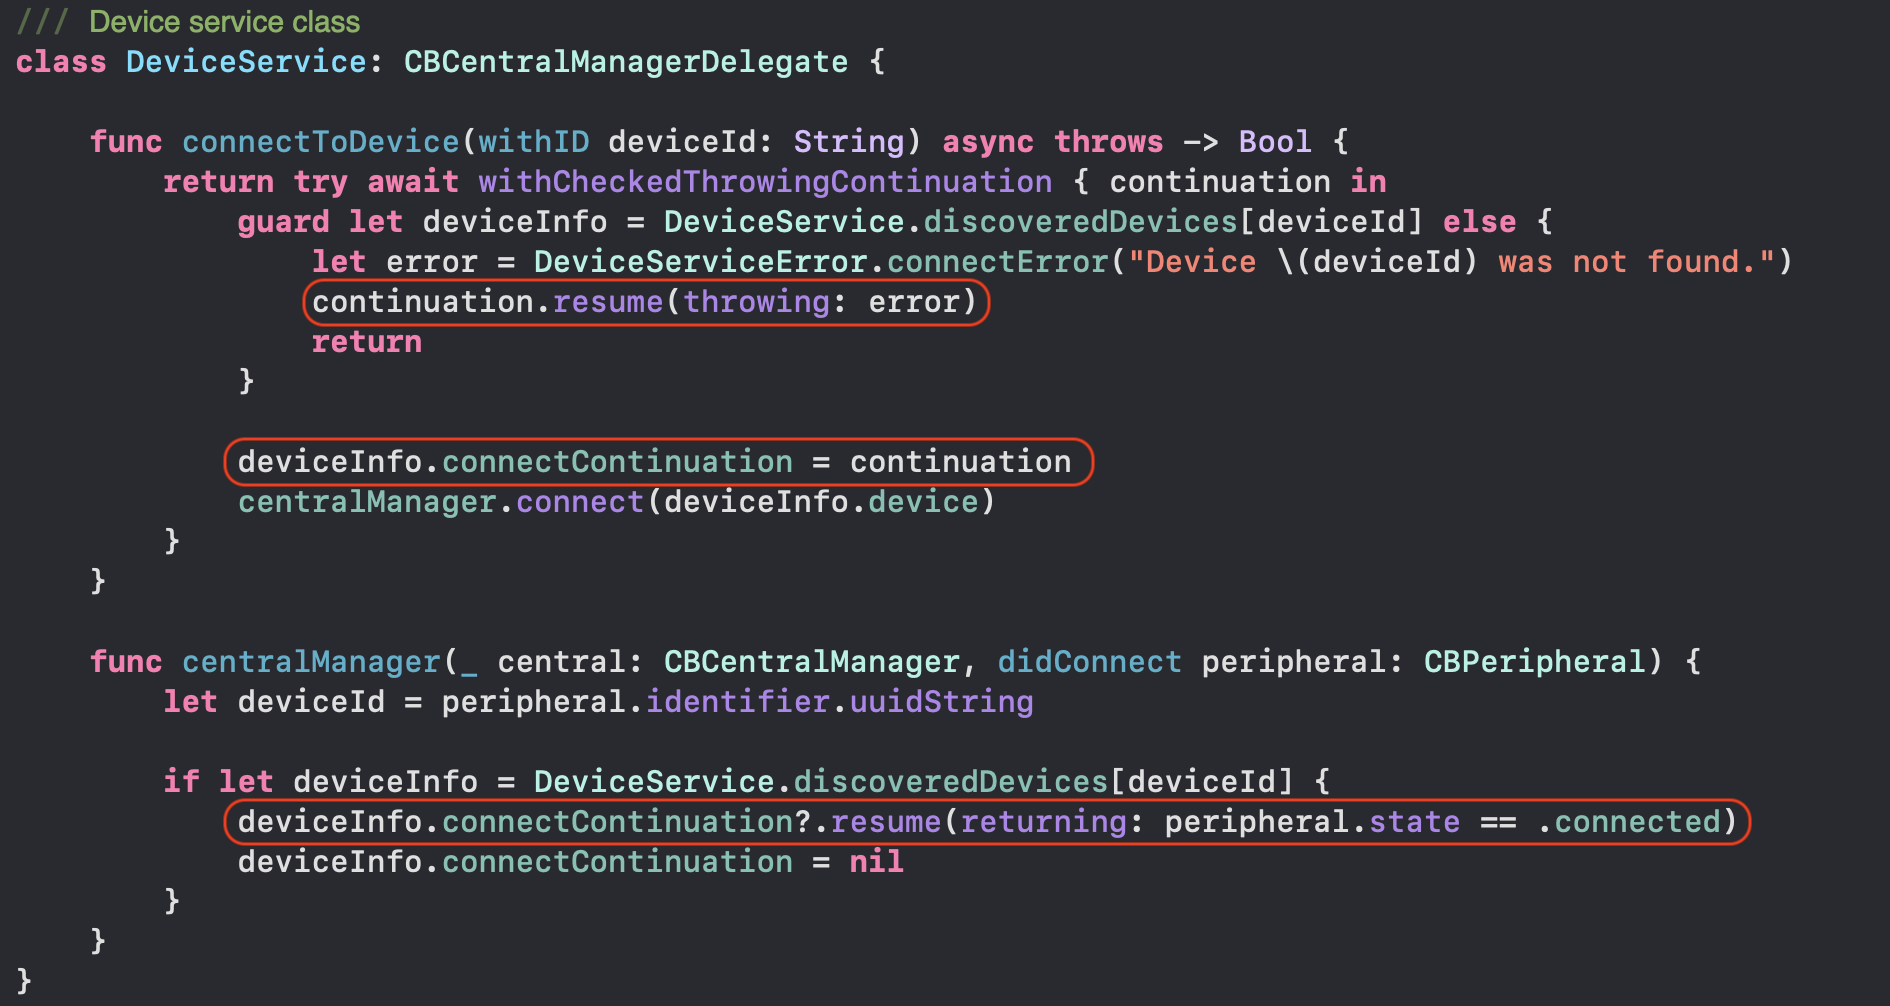 /// Device service class
class DeviceService: CBCentralManagerDelegate {
func connectToDevice(withID deviceId: String) async throws -> Bool {
return try await withCheckedThrowingContinuation { continuation in
guard let deviceInfo = DeviceService.discoveredDevices[deviceId] else {
let error = DeviceServiceError.connectError("Device \(deviceId) was not found.")
continuation.resume(throwing: error)
return
}
deviceInfo.connectContinuation = continuation
centralManager.connect(deviceInfo.device)
}
}
func centralManager(_ central: CBCentralManager, didConnect peripheral: CBPeripheral) {
let deviceId = peripheral.identifier.uuidString
if let deviceInfo = DeviceService.discoveredDevices[deviceId] {
deviceInfo.connectContinuation?.resume(returning: peripheral.state == .connected)
deviceInfo.connectContinuation = nil
}
}
}